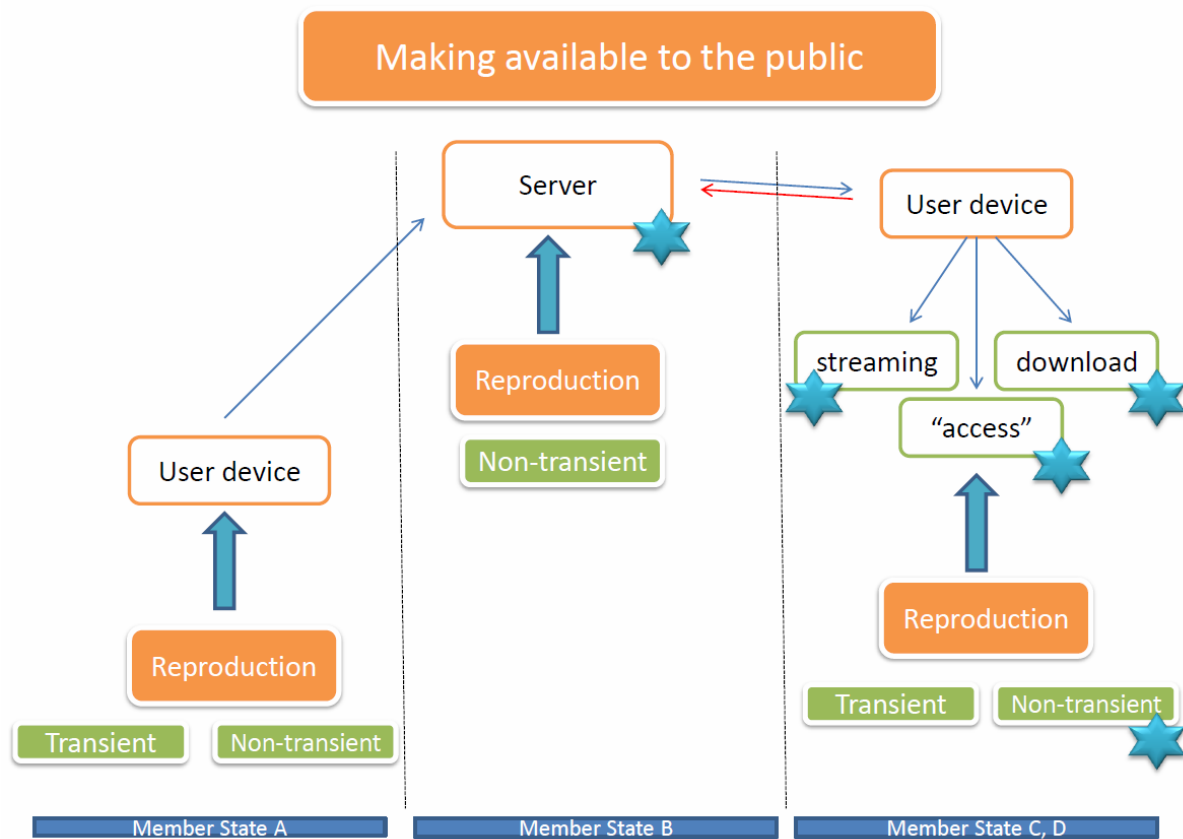 Making available to the public
Server
User device
streaming
download
“access”
Reproduction
Non-transient
User device
Reproduction
Reproduction
Transient
Non-transient
Transient
Non-transient
Member State A
Member State B
Member State C, D